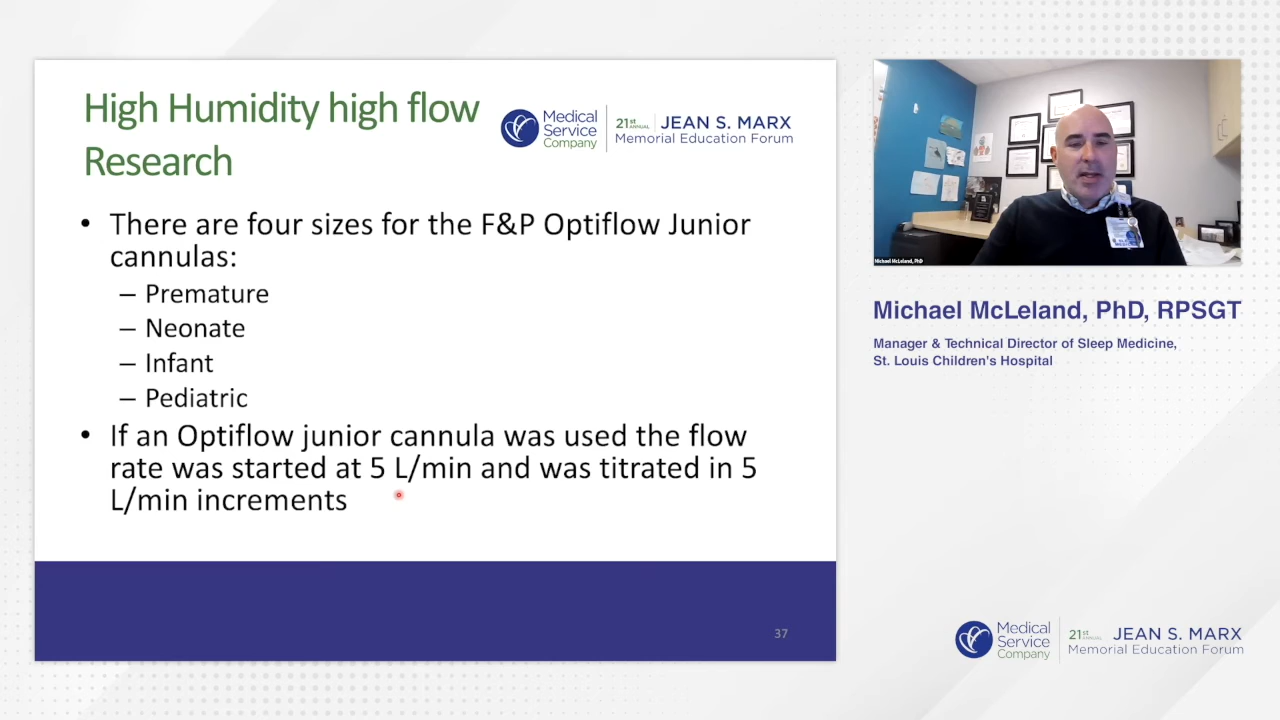 High Humidity high flow
Research
Medical
Service
Company
21st
ANNUAL
JEAN S. MARX
Memorial Education Forum
• There are four sizes for the F&P Optiflow Junior
cannulas:
– Premature
– Neonate
– Infant
– Pediatric
• If an Optiflow junior cannula was used the flow
rate was started at 5 L/min and was titrated in 5
L/min increments
37
Michael McLeland, PhD
Michael McLeland, PhD, RPSGT
Manager & Technical Director of Sleep Medicine,
St. Louis Children's Hospital
Medical
Service
Company
21st
ANNUAL
JEAN S. MARX
Memorial Education Forum